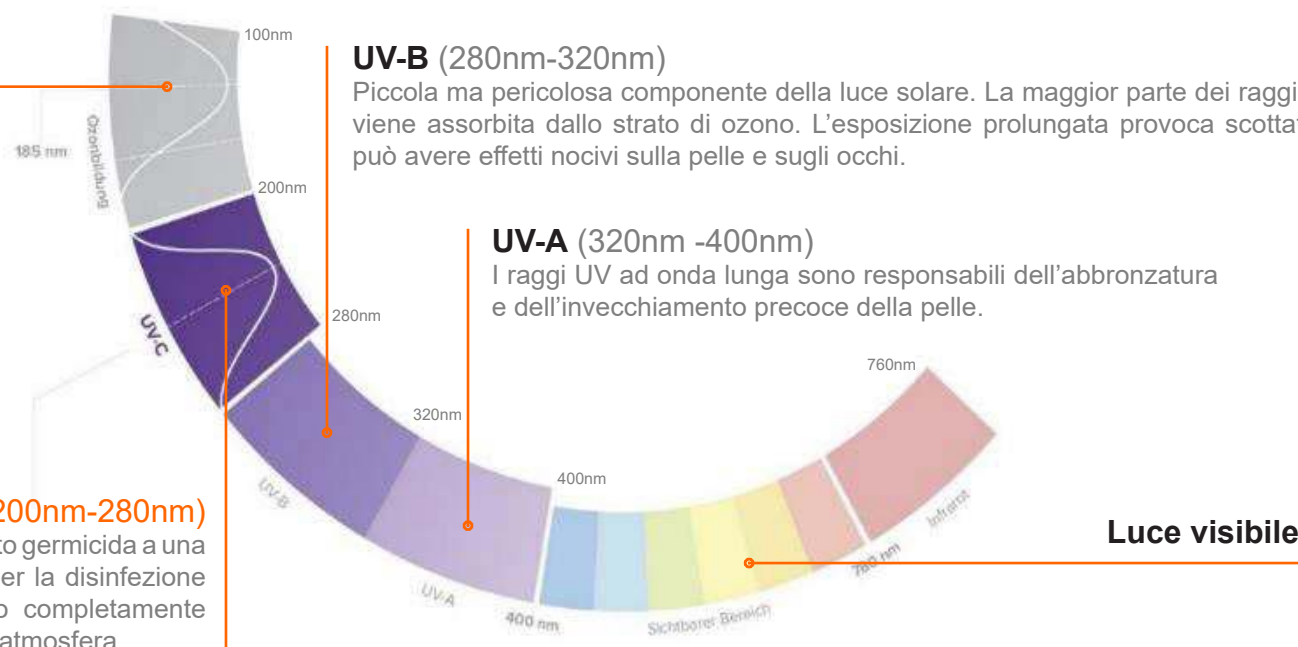 100nm
185 nm
Ozonbildung
200nm
UV-B (280nm-320nm)
Piccola ma pericolosa componente della luce solare. La maggior parte dei raggi
viene assorbita dallo strato di ozono. L'esposizione prolungata provoca scottat
può avere effetti nocivi sulla pelle e sugli occhi.
UV-A (320nm -400nm)
I raggi UV ad onda lunga sono responsabili dell'abbronzatura
e dell'invecchiamento precoce della pelle.
UV-C
280nm
320nm
760nm
UV-B
400nm
Infrarot
200nm-280nm)
to germicida a una
er la disinfezione
o completamente
atmosfera
Luce visibile
780 nm
UV-A
400 nm
Sichtbarer Bereich